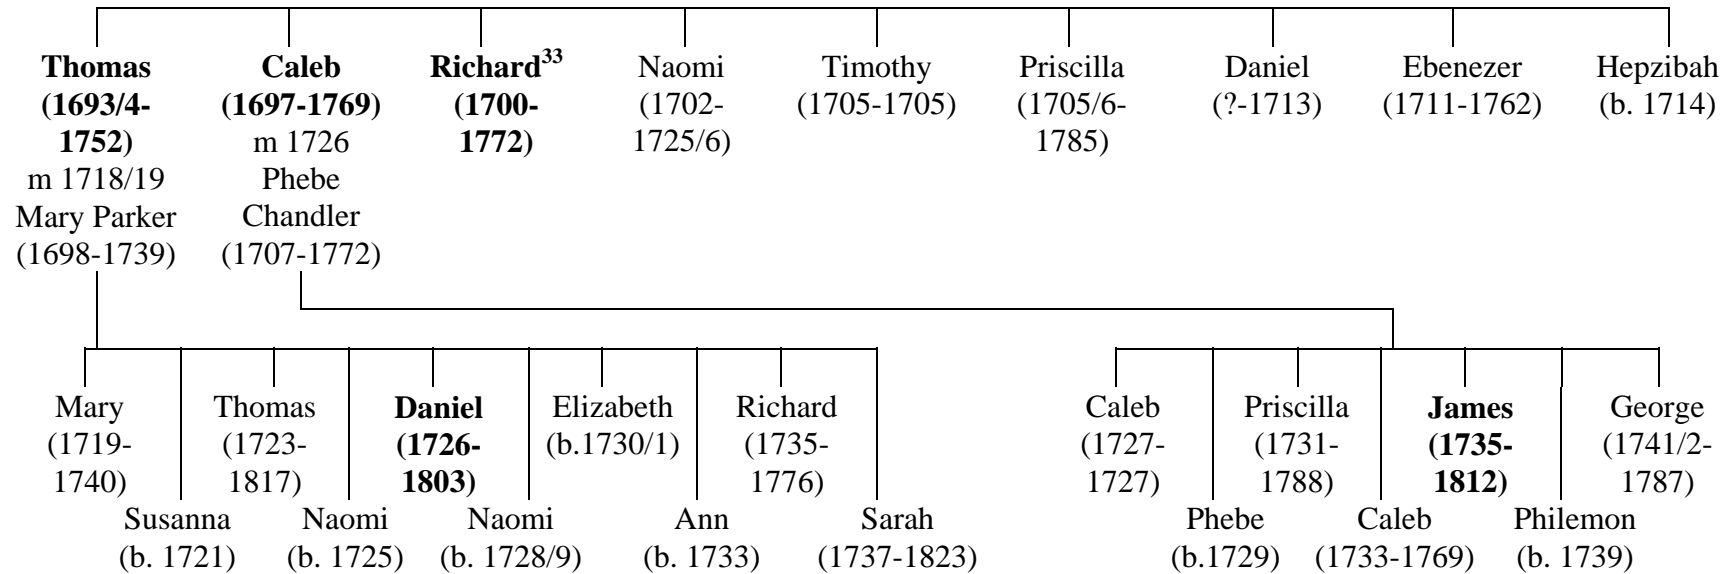 Thomas
(1693/4-
1752)
m 1718/19
Mary Parker
(1698-1739)
Caleb
(1697-1769)
m 1726
Phebe
Chandler
(1707-1772)
Richard33
(1700-
1772)
Naomi
(1702-
1725/6)
Timothy
(1705-1705)
Priscilla
(1705/6-
1785)
Daniel
(?-1713)
Ebenezer
(1711-1762)
Hepzibah
(b. 1714)
Mary
(1719-
1740)
Susanna
(b. 1721)
Thomas
(1723-
1817)
Naomi
(b. 1725)
Daniel
(1726-
1803)
Naomi
(b. 1728/9)
Elizabeth
(b.1730/1)
Ann
(b. 1733)
Richard
(1735-
1776)
Sarah
(1737-1823)
Caleb
(1727-
1727)
Phebe
(b.1729)
Priscilla
(1731-
1788)
Caleb
(1733-1769)
James
(1735-
1812)
Philemon
(b. 1739)
George
(1741/2-
1787)